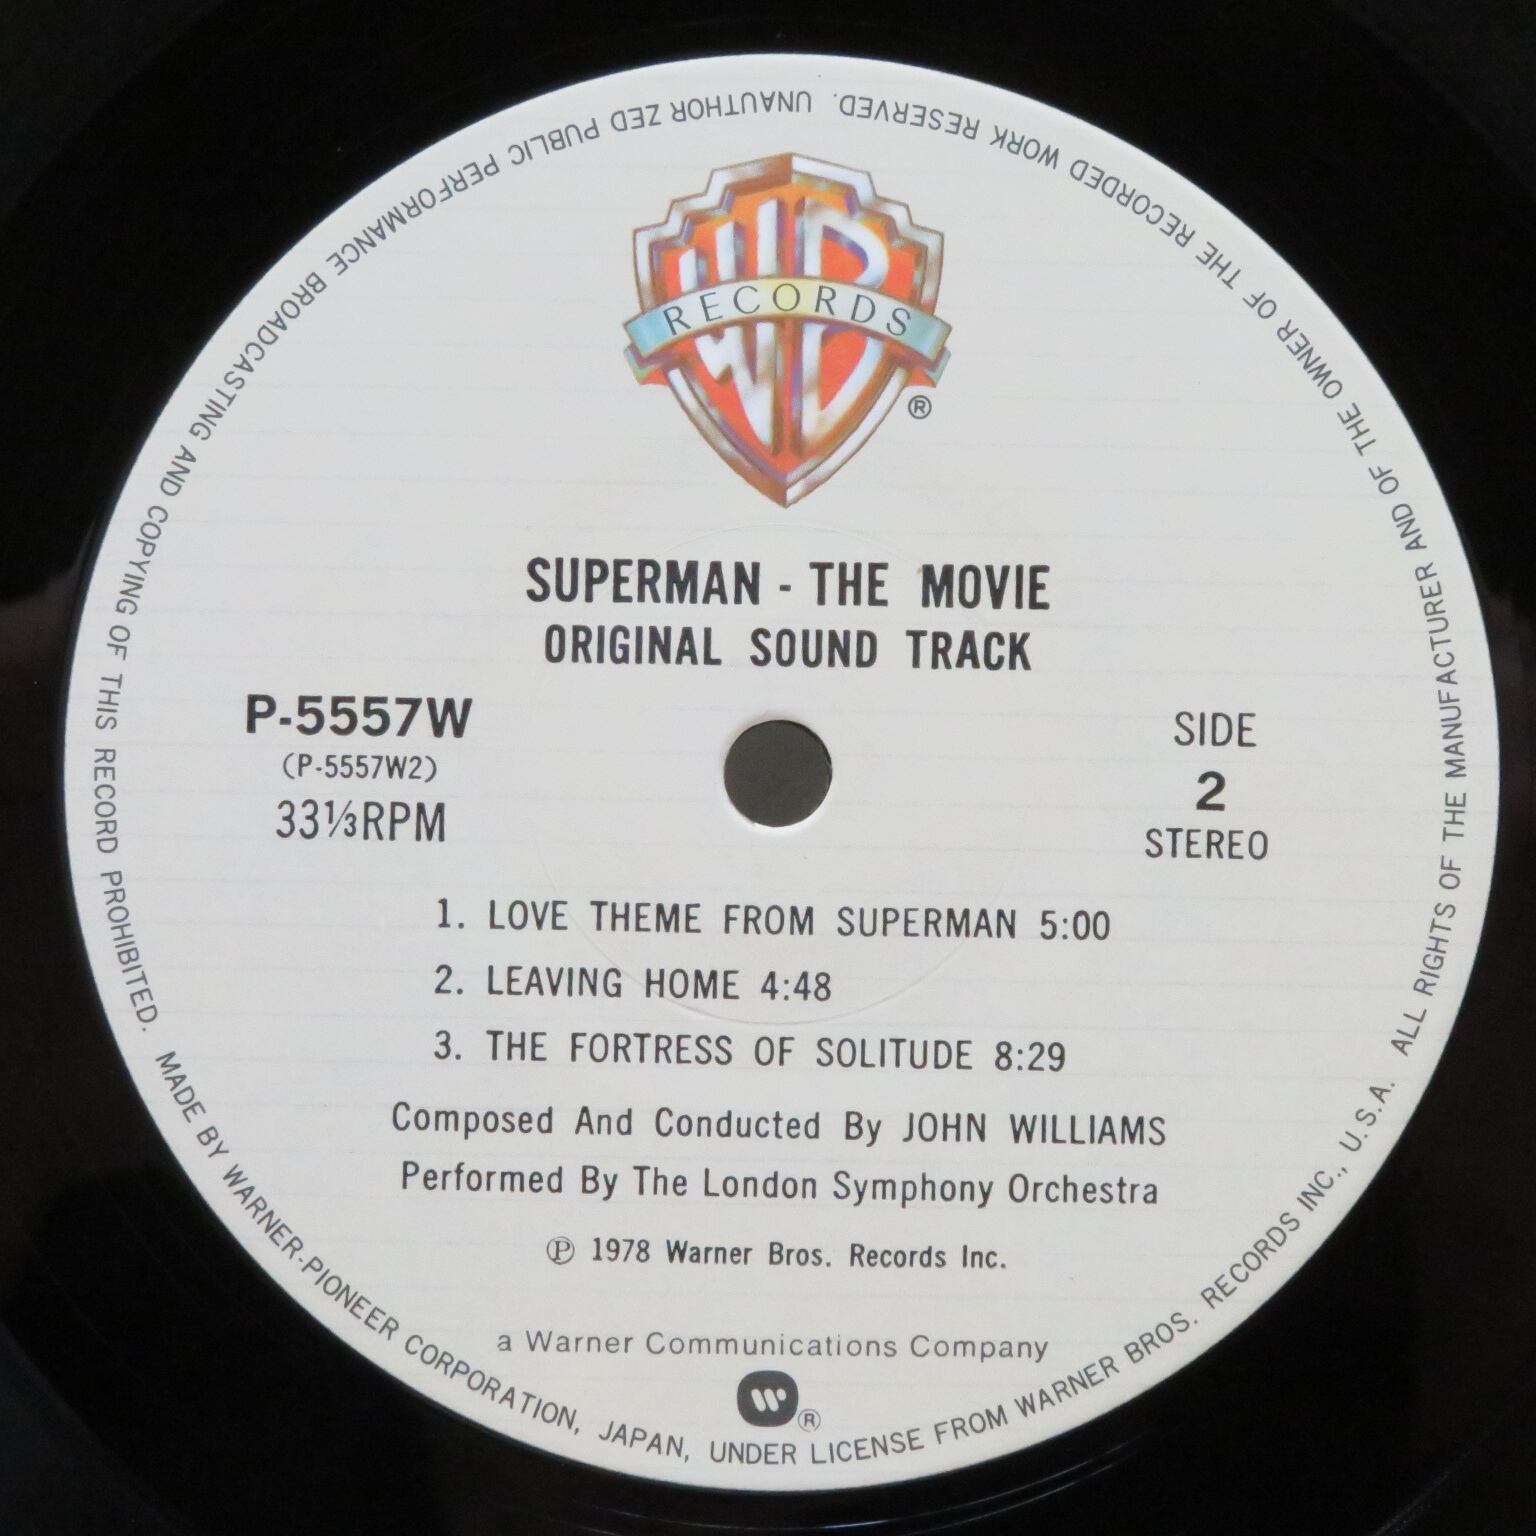 WB
RECORDS
®
SUPERMAN - THE MOVIE
ORIGINAL SOUND TRACK
P-5557W
(P-5557W2)
33⅓RPM
SIDE
2
STEREO
1. LOVE THEME FROM SUPERMAN 5:00
2. LEAVING HOME 4:48
3. THE FORTRESS OF SOLITUDE 8:29
Composed And Conducted By JOHN WILLIAMS
Performed By The London Symphony Orchestra
℗ 1978 Warner Bros. Records Inc.
a Warner Communications Company
®
MADE BY WARNER-PIONEER CORPORATION, JAPAN, UNDER LICENSE FROM WARNER BROS. RECORDS INC., U.S.A. ALL RIGHTS OF THE MANUFACTURER AND OF THE OWNER OF THE RECORDED WORK RESERVED. UNAUTHOR ZED PUBLIC PERFORMANCE BROADCASTING AND COPYING OF THIS RECORD PROHIBITED.